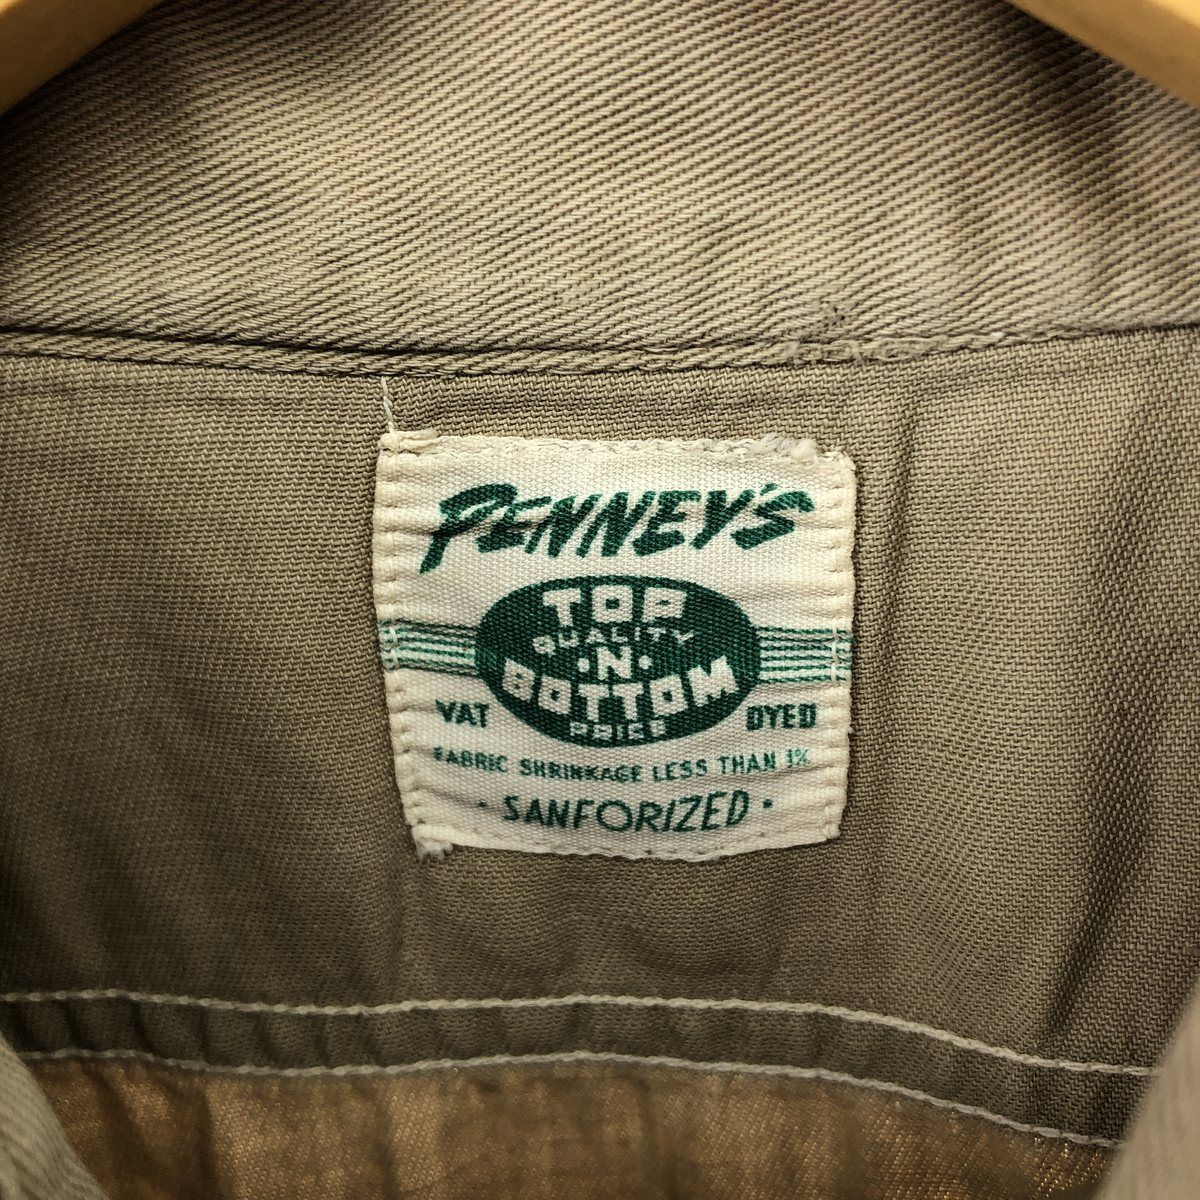 PENNEY'S
TOP
QUALITY
·N·
BOTTOM
PRICE
VAT DYED
FABRIC SHRINKAGE LESS THAN 1%
· SANFORIZED ·